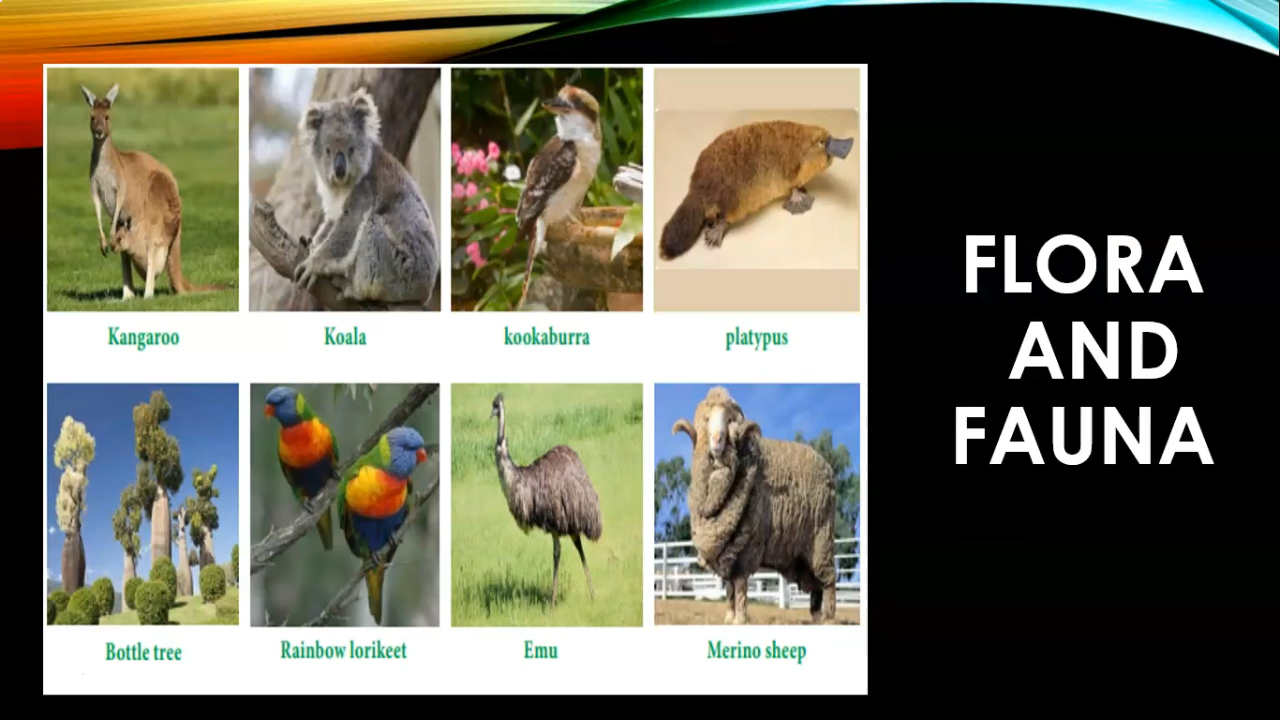 Kangaroo
Koala
kookaburra
platypus
Bottle tree
Rainbow lorikeet
Emu
Merino sheep
FLORA
AND
FAUNA